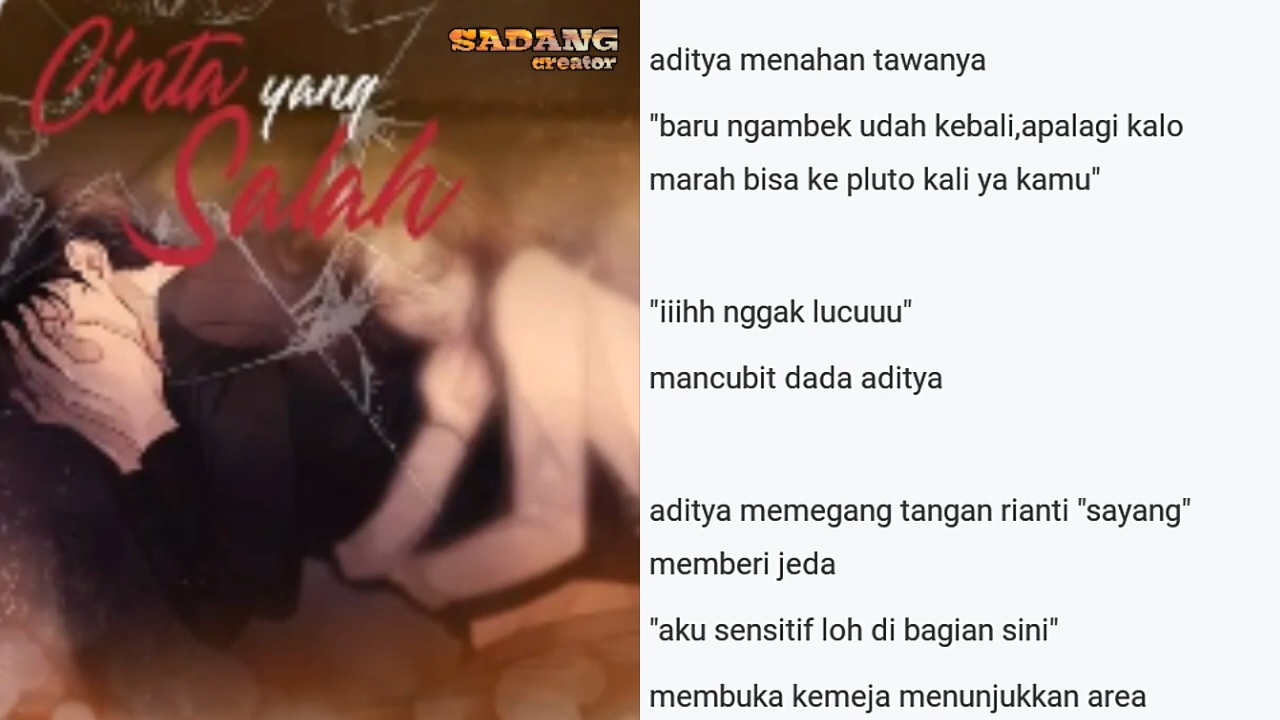 Cinta yang
Salah
SADANG
creator
aditya menahan tawanya
"baru ngambek udah kebali,apalagi kalo
marah bisa ke pluto kali ya kamu"
"iiihh nggak lucuuu"
mancubit dada aditya
aditya memegang tangan rianti "sayang"
memberi jeda
"aku sensitif loh di bagian sini"
membuka kemeja menunjukkan area